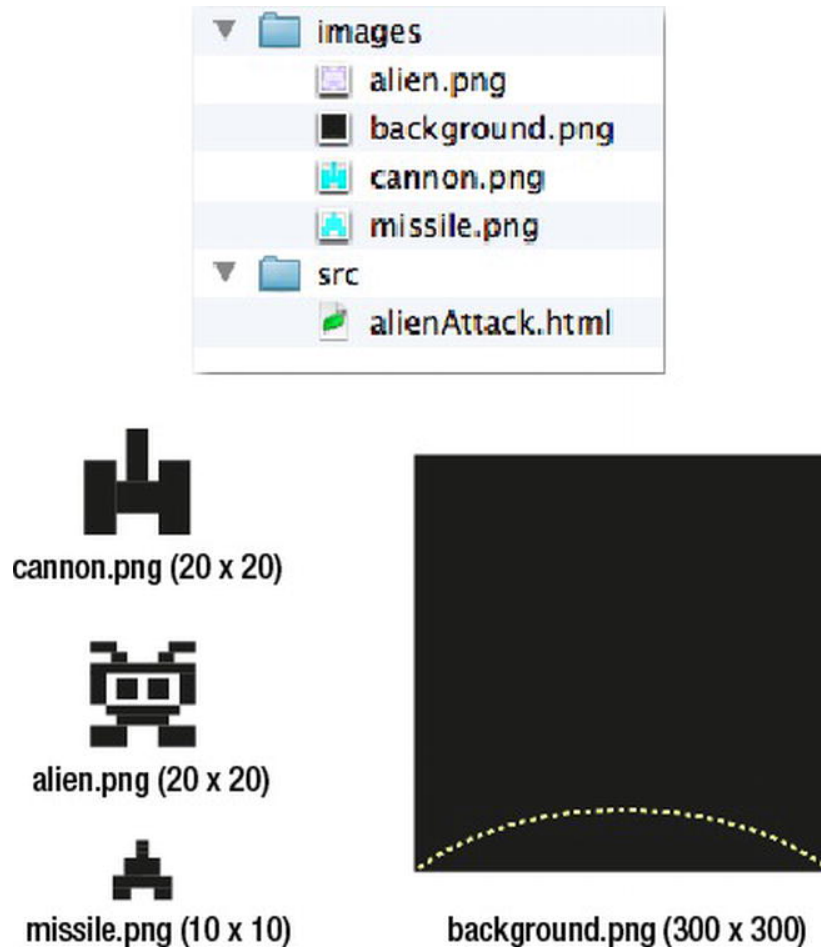 images
alien.png
background.png
cannon.png
missile.png
src
alienAttack.html
cannon.png (20 x 20)
alien.png (20 x 20)
missile.png (10 x 10)
background.png (300 x 300)